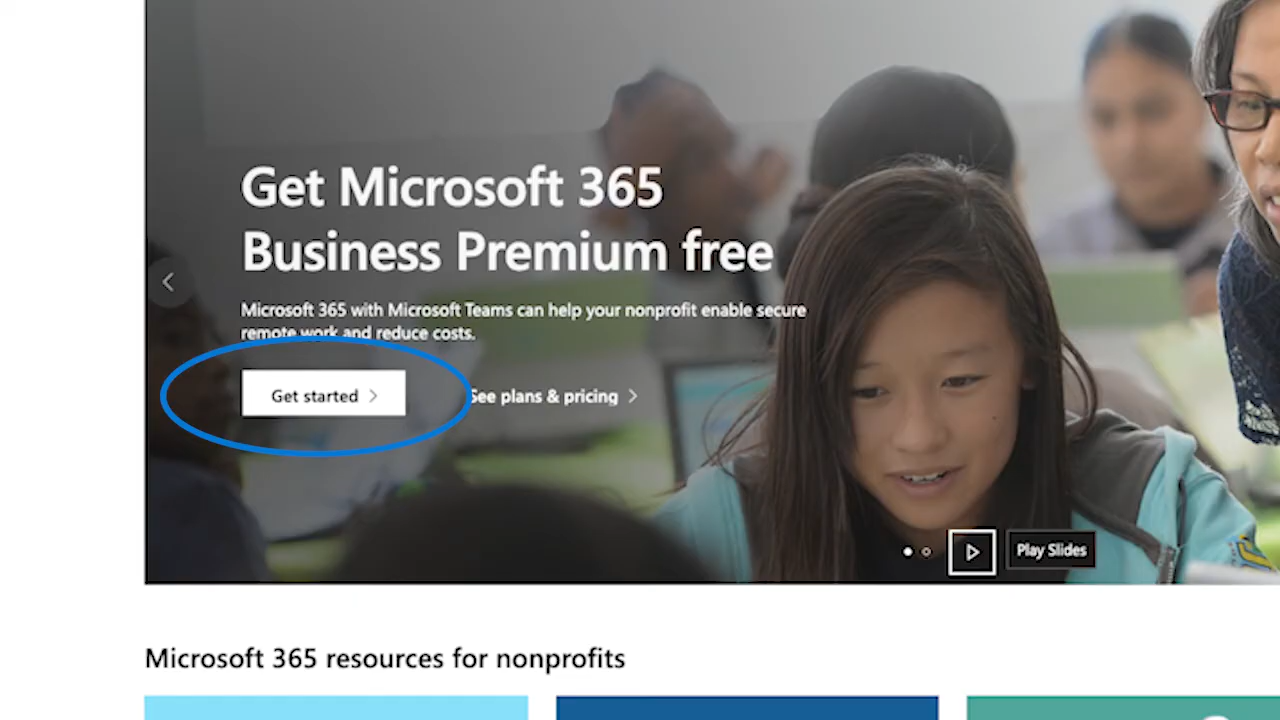 Get Microsoft 365
Business Premium free
Microsoft 365 with Microsoft Teams can help your nonprofit enable secure
remote work and reduce costs.
Get started
See plans & pricing
Play Slides
Microsoft 365 resources for nonprofits